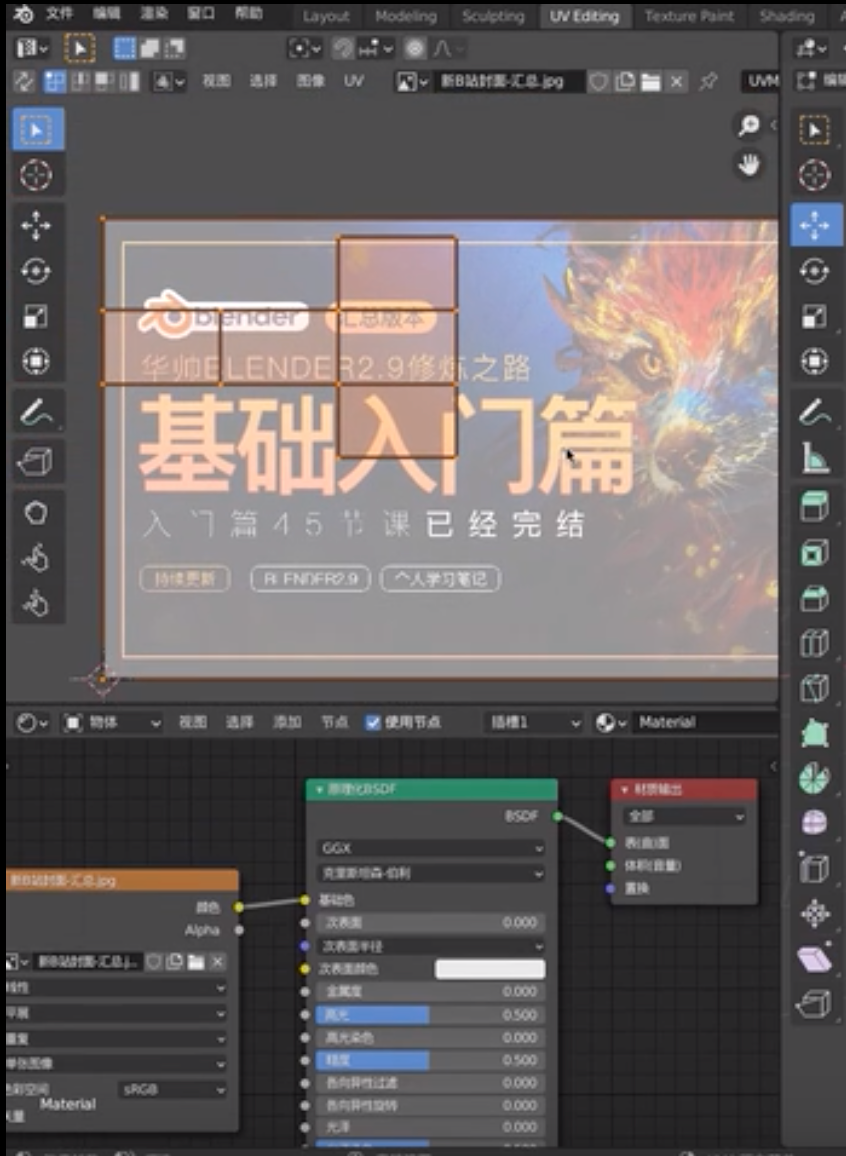 文件 编辑 渲染 窗口 帮助 Layout Modeling Sculpting UV Editing Texture Paint Shading
视图 选择 图像 UV 新B站封面-汇总.jpg UVM 编辑
blender 汇总版本
华帅BLENDER2.9修炼之路
基础入门篇
入门篇45节课已经完结
持续更新 BLENDER2.9 个人学习笔记
物体 视图 选择 添加 节点 使用节点 插槽1 Material
原理化BSDF
材质输出
BSDF
全部
GGX
表(曲)面
克里斯坦森-伯利
体积(音量)
新B站封面-汇总.jpg
基础色
置换
颜色
次表面 0.000
Alpha
次表面半径
新B站封面-汇总.j...
次表面颜色
线性
金属度 0.000
平展
高光 0.500
重复
高光染色 0.000
单张图像
糙度 0.500
色彩空间 sRGB
各向异性过滤 0.000
Material
各向异性旋转 0.000
矢量
光泽 0.000